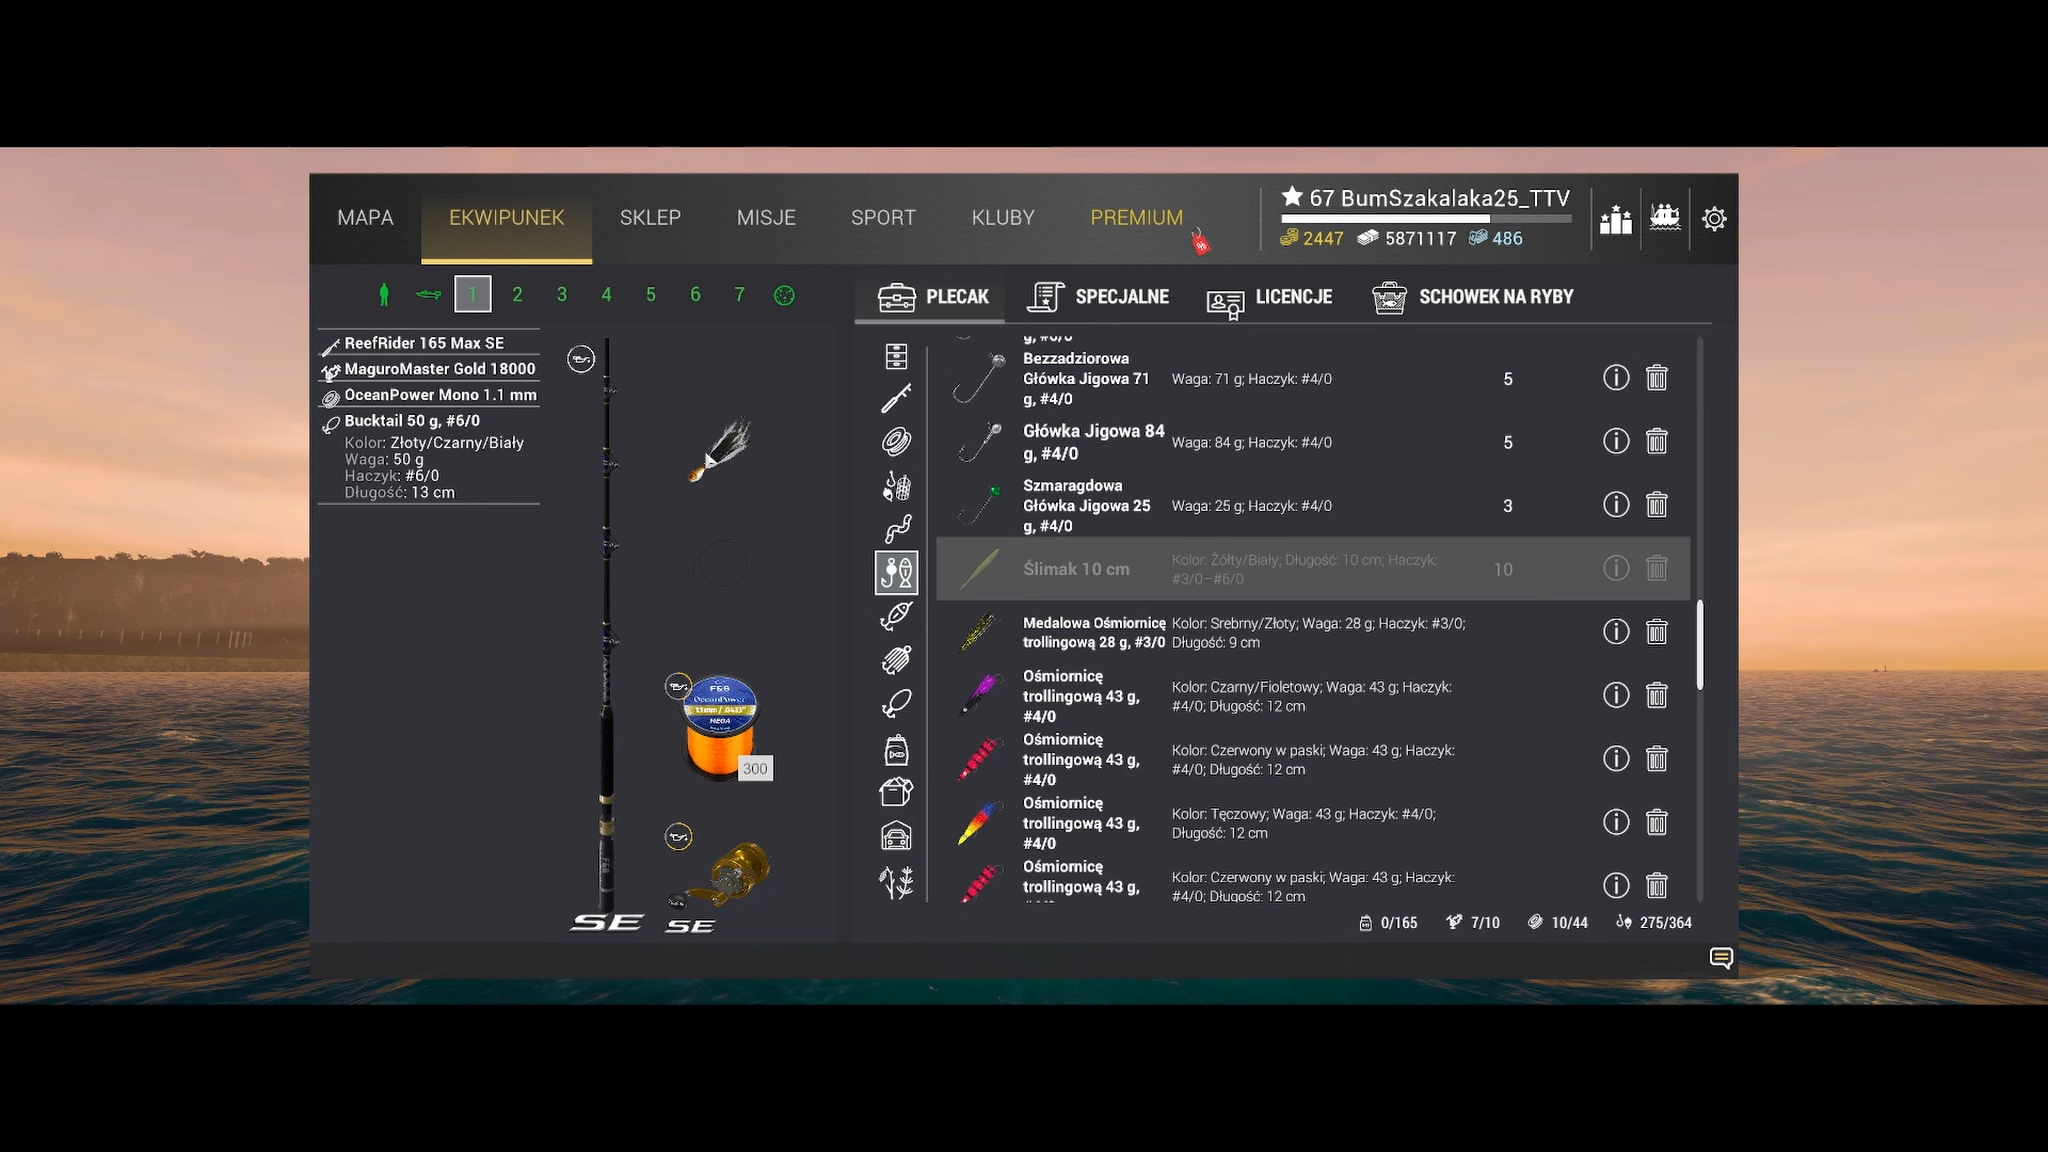 MAPA EKWIPUNEK SKLEP MISJE SPORT KLUBY PREMIUM
67 BumSzakalaka25_TTV
2447 5871117 486
1 2 3 4 5 6 7
PLECAK SPECJALNE LICENCJE SCHOWEK NA RYBY
ReefRider 165 Max SE
MaguroMaster Gold 18000
OceanPower Mono 1.1 mm
Bucktail 50 g, #6/0
Kolor: Złoty/Czarny/Biały
Waga: 50 g
Haczyk: #6/0
Długość: 13 cm
F&B
OceanPower
1.1mm / .0433"
MEGA
300
F&B
SE SE
Bezzadziorowa
Główka Jigowa 71
g, #4/0
Waga: 71 g; Haczyk: #4/0
5
Główka Jigowa 84
g, #4/0
Waga: 84 g; Haczyk: #4/0
5
Szmaragdowa
Główka Jigowa 25
g, #4/0
Waga: 25 g; Haczyk: #4/0
3
Ślimak 10 cm
Kolor: Żółty/Biały; Długość: 10 cm; Haczyk:
#3/0–#6/0
10
Medalowa Ośmiornicę
trollingową 28 g, #3/0
Kolor: Srebrny/Złoty; Waga: 28 g; Haczyk: #3/0;
Długość: 9 cm
Ośmiornicę
trollingową 43 g,
#4/0
Kolor: Czarny/Fioletowy; Waga: 43 g; Haczyk:
#4/0; Długość: 12 cm
Ośmiornicę
trollingową 43 g,
#4/0
Kolor: Czerwony w paski; Waga: 43 g; Haczyk:
#4/0; Długość: 12 cm
Ośmiornicę
trollingową 43 g,
#4/0
Kolor: Tęczowy; Waga: 43 g; Haczyk: #4/0;
Długość: 12 cm
Ośmiornicę
trollingową 43 g,
Kolor: Czerwony w paski; Waga: 43 g; Haczyk:
#4/0; Długość: 12 cm
0/165 7/10 10/44 275/364